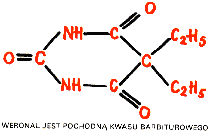 O
NH C C₂H₅
O=C C
NH C C₂H₅
O
WERONAL JEST POCHODNĄ KWASU BARBITUROWEGO